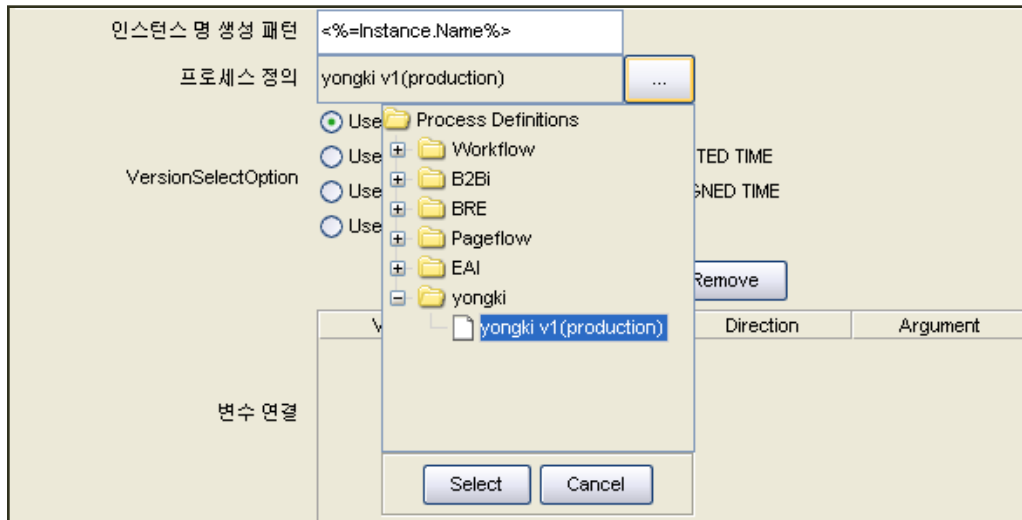 인스턴스 명 생성 패턴 <%=Instance.Name%>
프로세스 정의 yongki v1(production) ...
Use Process Definitions
Use Workflow TED TIME
VersionSelectOption B2Bi
Use BRE GNED TIME
Use Pageflow
EAI Remove
yongki
yongki v1(production) Direction Argument
변수 연결
Select Cancel